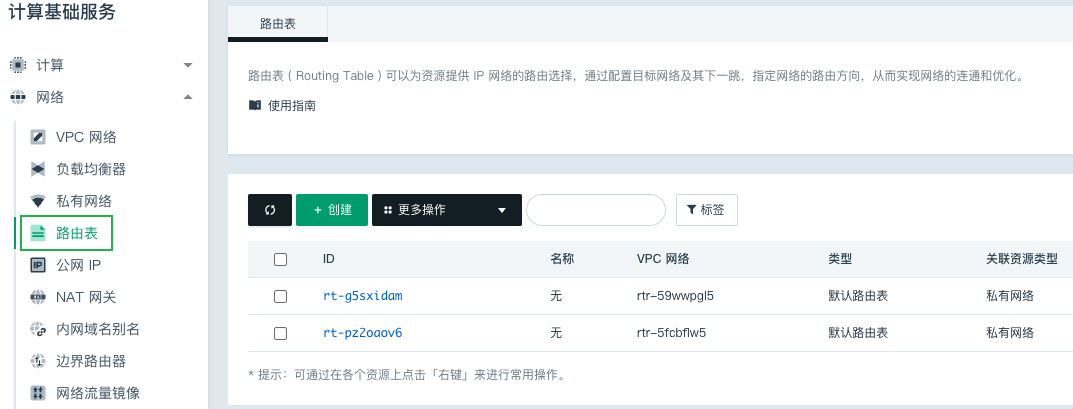 计算基础服务
计算
网络
VPC 网络
负载均衡器
私有网络
路由表
公网 IP
NAT 网关
内网域名别名
边界路由器
网络流量镜像
路由表
路由表（Routing Table）可以为资源提供 IP 网络的路由选择，通过配置目标网络及其下一跳，指定网络的路由方向，从而实现网络的连通和优化。
使用指南
+ 创建 更多操作 标签
ID 名称 VPC 网络 类型 关联资源类型
rt-g5sxidam 无 rtr-59wwpgl5 默认路由表 私有网络
rt-pz2oaov6 无 rtr-5fcbflw5 默认路由表 私有网络
* 提示：可通过在各个资源上点击「右键」来进行常用操作。